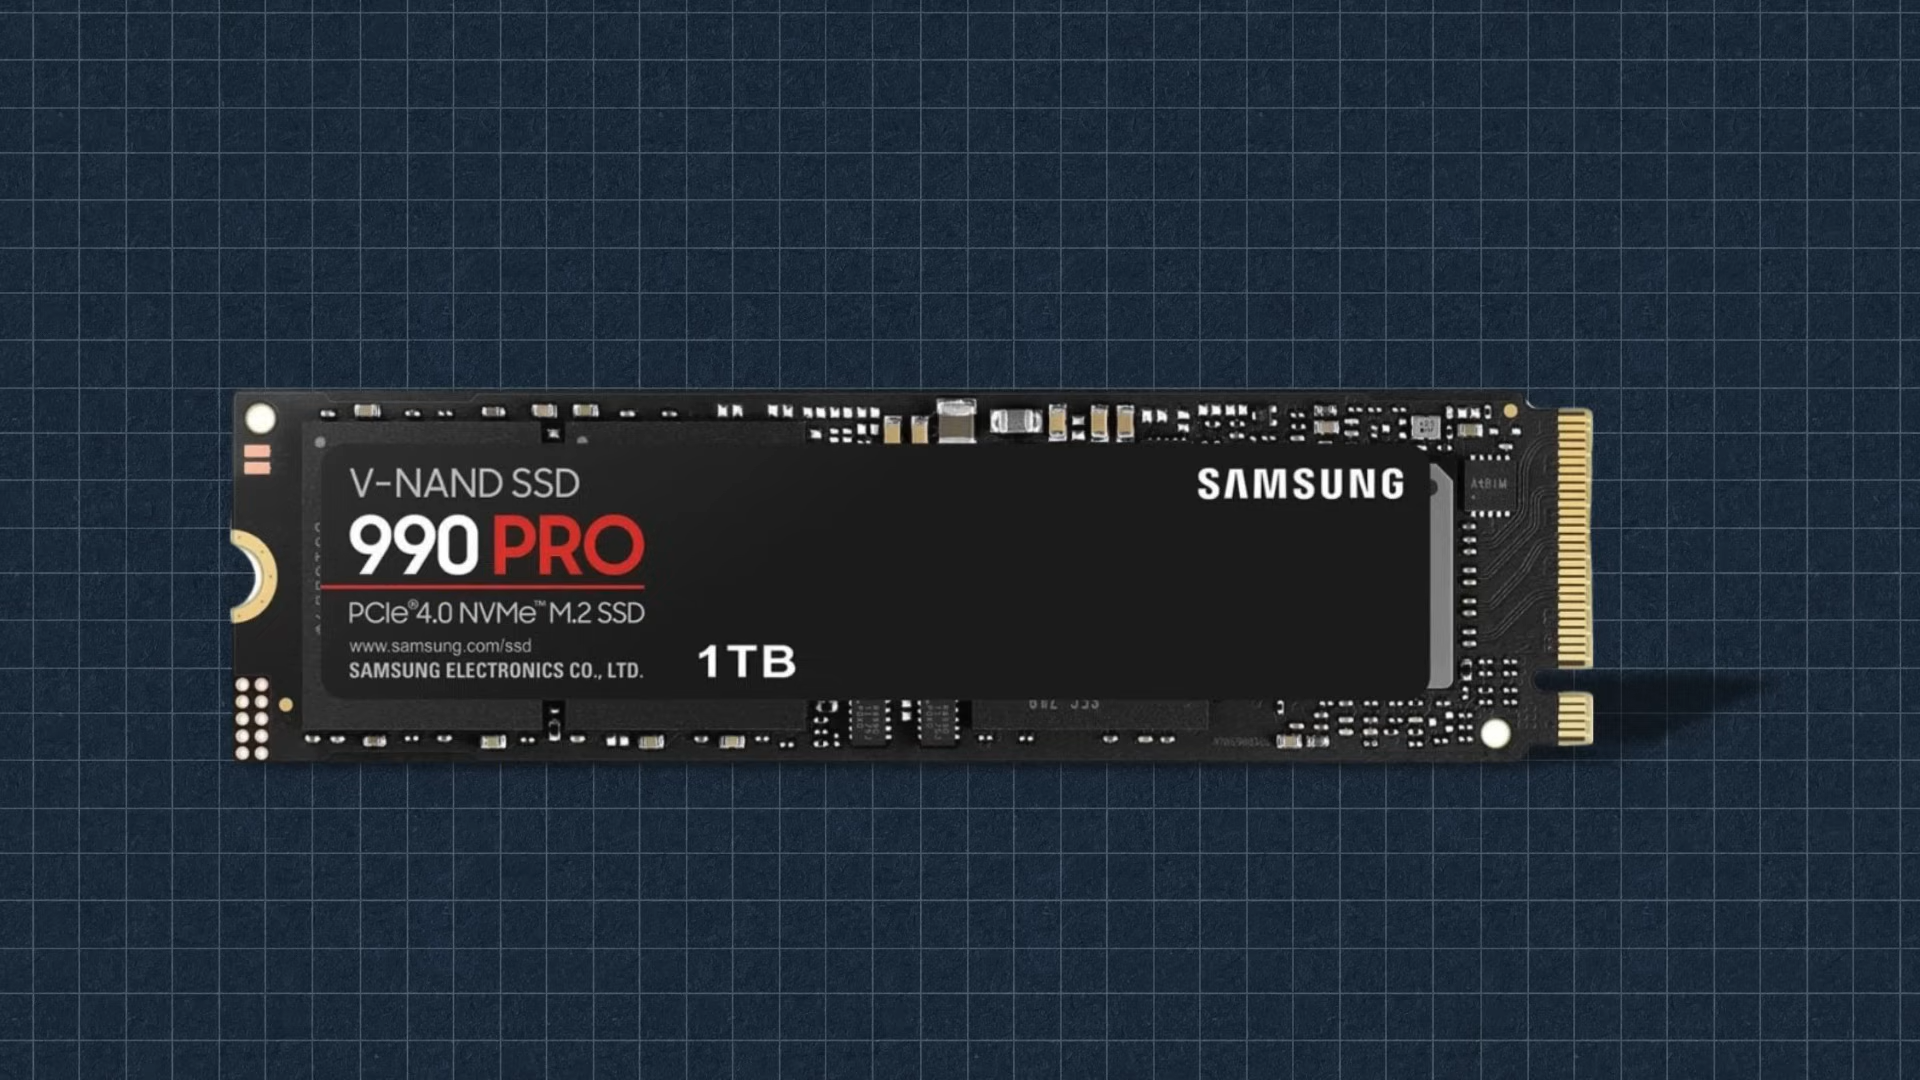 V-NAND SSD
SAMSUNG
990 PRO
PCIe®4.0 NVMe™ M.2 SSD
www.samsung.com/ssd
SAMSUNG ELECTRONICS CO., LTD.
1TB